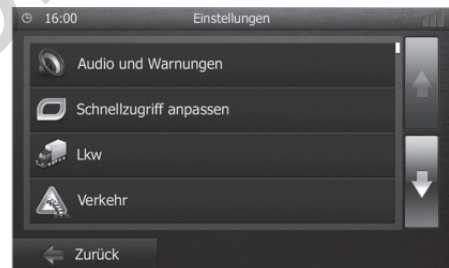 16:00 Einstellungen
Audio und Warnungen
Schnellzugriff anpassen
Lkw
Verkehr
Zurück